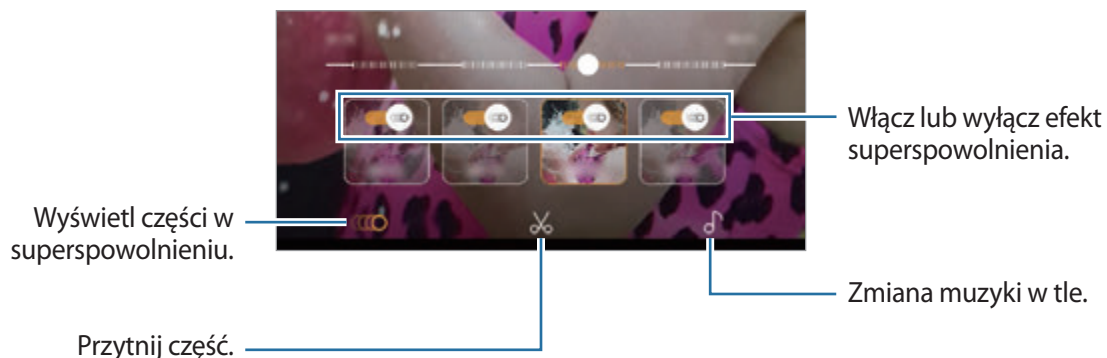 Włącz lub wyłącz efekt
superspowolnienia.
Wyświetl części w
superspowolnieniu.
Zmiana muzyki w tle.
Przytnij część.